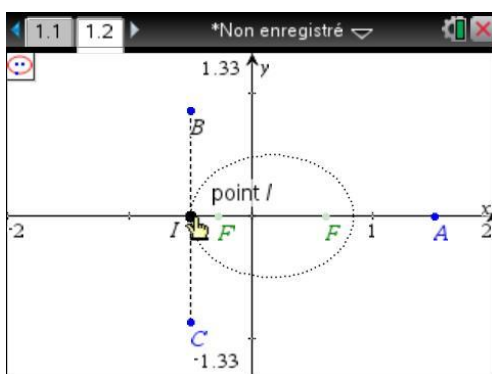 1.1 1.2 *Non enregistré
1.33 y
B
point I
-2 I F F 1 A 2 x
C
-1.33